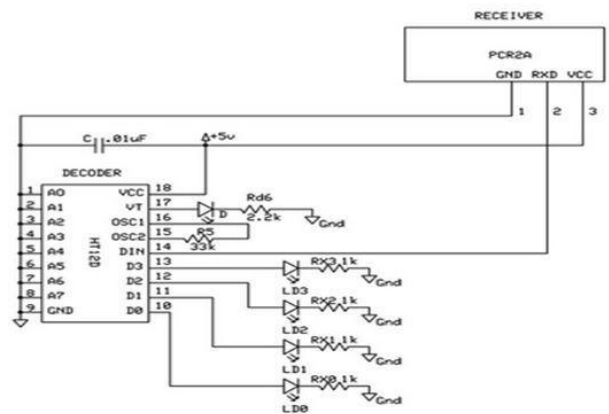 RECEIVER
PCR2A
GND RXD VCC
1 2 3
C .01uF +5v
DECODER
1 A0 VCC 18
2 A1 VT 17
3 A2 OSC1 16
4 A3 OSC2 15
5 A4 DIN 14
6 A5 D3 13
7 A6 D2 12
8 A7 D1 11
9 GND D0 10
HT12D
D Rd6
2.2k Gnd
R5
33k
RX3 1k
LD3 Gnd
RX2 1k
LD2 Gnd
RX1 1k
LD1 Gnd
RX0 1k
LD0 Gnd